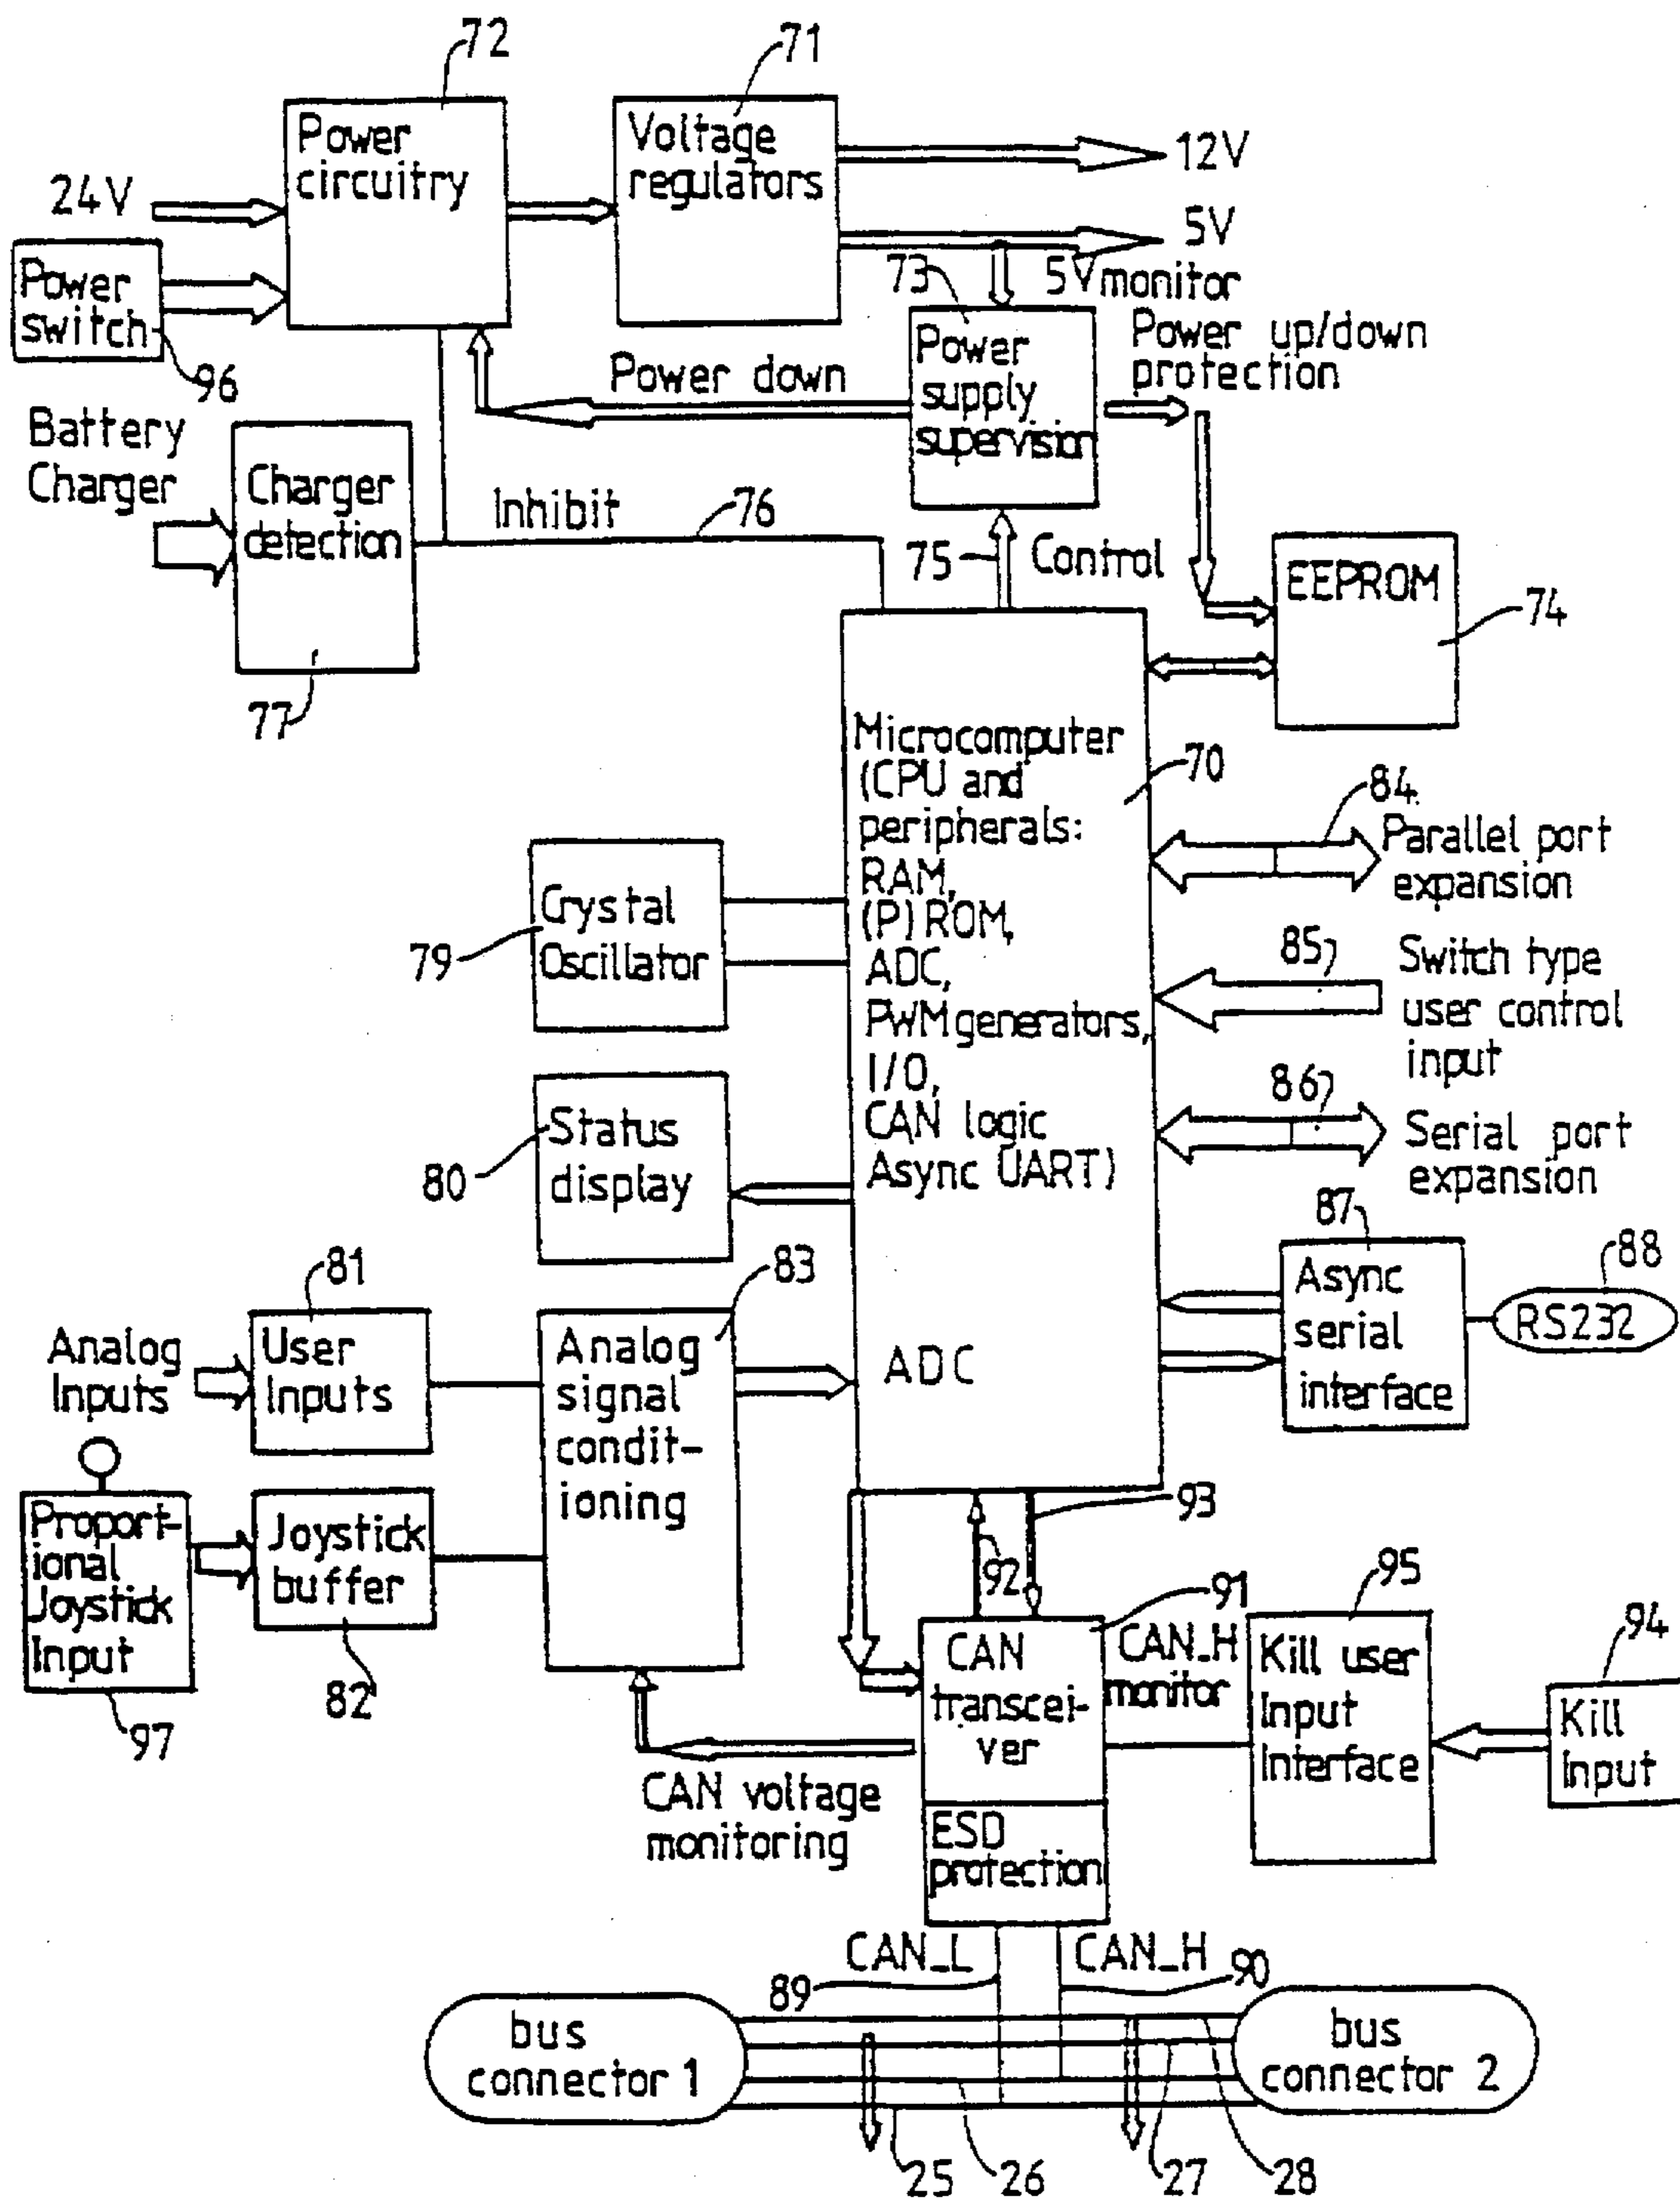 72
71
Power
circuitry
Voltage
regulators
12V
24V
5V
Power
switch
96
73
5V monitor
Power
supply
supervision
Power up/down
protection
Power down
Battery
Charger
Charger
detection
Inhibit
76
75
Control
EEPROM
74
77
Microcomputer
(CPU and
peripherals:
RAM,
(P) ROM,
ADC,
PWM generators,
I/O,
CAN logic
Async UART)
70
84
Parallel port
expansion
Crystal
Oscillator
79
85
Switch type
user control
input
86
Serial port
expansion
Status
display
80
87
88
Async
serial
interface
RS232
81
83
Analog
Inputs
User
Inputs
Analog
signal
condit-
ioning
ADC
Proport-
ional
Joystick
Input
Joystick
buffer
82
97
93
92
91
95
94
CAN
transcei-
ver
CAN_H
monitor
Kill user
Input
Interface
Kill
Input
CAN voltage
monitoring
ESD
protection
CAN_L
CAN_H
89
90
bus
connector 1
bus
connector 2
25
26
27
28